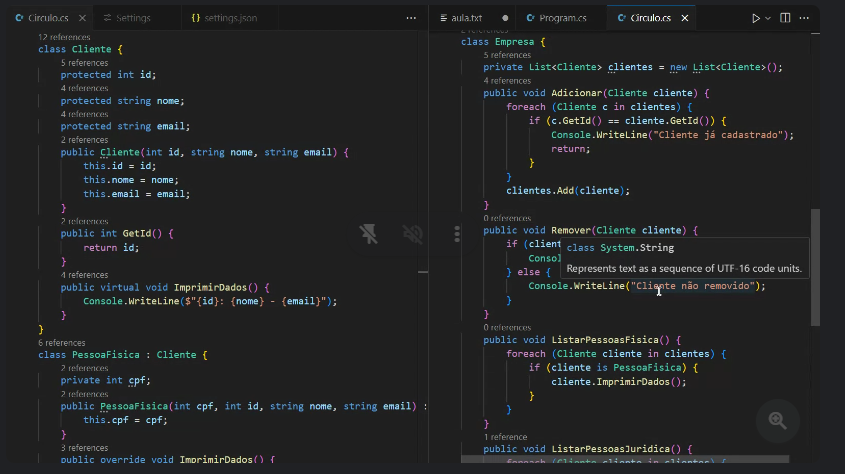 Circulo.cs
Settings
{} settings.json
12 references
class Cliente {
5 references
protected int id;
4 references
protected string nome;
4 references
protected string email;
2 references
public Cliente(int id, string nome, string email) {
this.id = id;
this.nome = nome;
this.email = email;
}
2 references
public int GetId() {
return id;
}
4 references
public virtual void ImprimirDados() {
Console.WriteLine($"{id}: {nome} - {email}");
}
}
6 references
class PessoaFisica : Cliente {
2 references
private int cpf;
2 references
public PessoaFisica(int cpf, int id, string nome, string email) :
this.cpf = cpf;
}
3 references
public override void ImprimirDados() {
aula.txt
Program.cs
Circulo.cs
2 references
class Empresa {
5 references
private List<Cliente> clientes = new List<Cliente>();
4 references
public void Adicionar(Cliente cliente) {
foreach (Cliente c in clientes) {
if (c.GetId() == cliente.GetId()) {
Console.WriteLine("Cliente já cadastrado");
return;
}
}
clientes.Add(cliente);
}
0 references
public void Remover(Cliente cliente) {
if (client
class System.String
Consol
Represents text as a sequence of UTF-16 code units.
} else {
Console.WriteLine("Cliente não removido");
}
}
0 references
public void ListarPessoasFisica() {
foreach (Cliente cliente in clientes) {
if (cliente is PessoaFisica) {
cliente.ImprimirDados();
}
}
}
1 reference
public void ListarPessoasJuridica() {
foreach (Cliente cliente in clientes) {